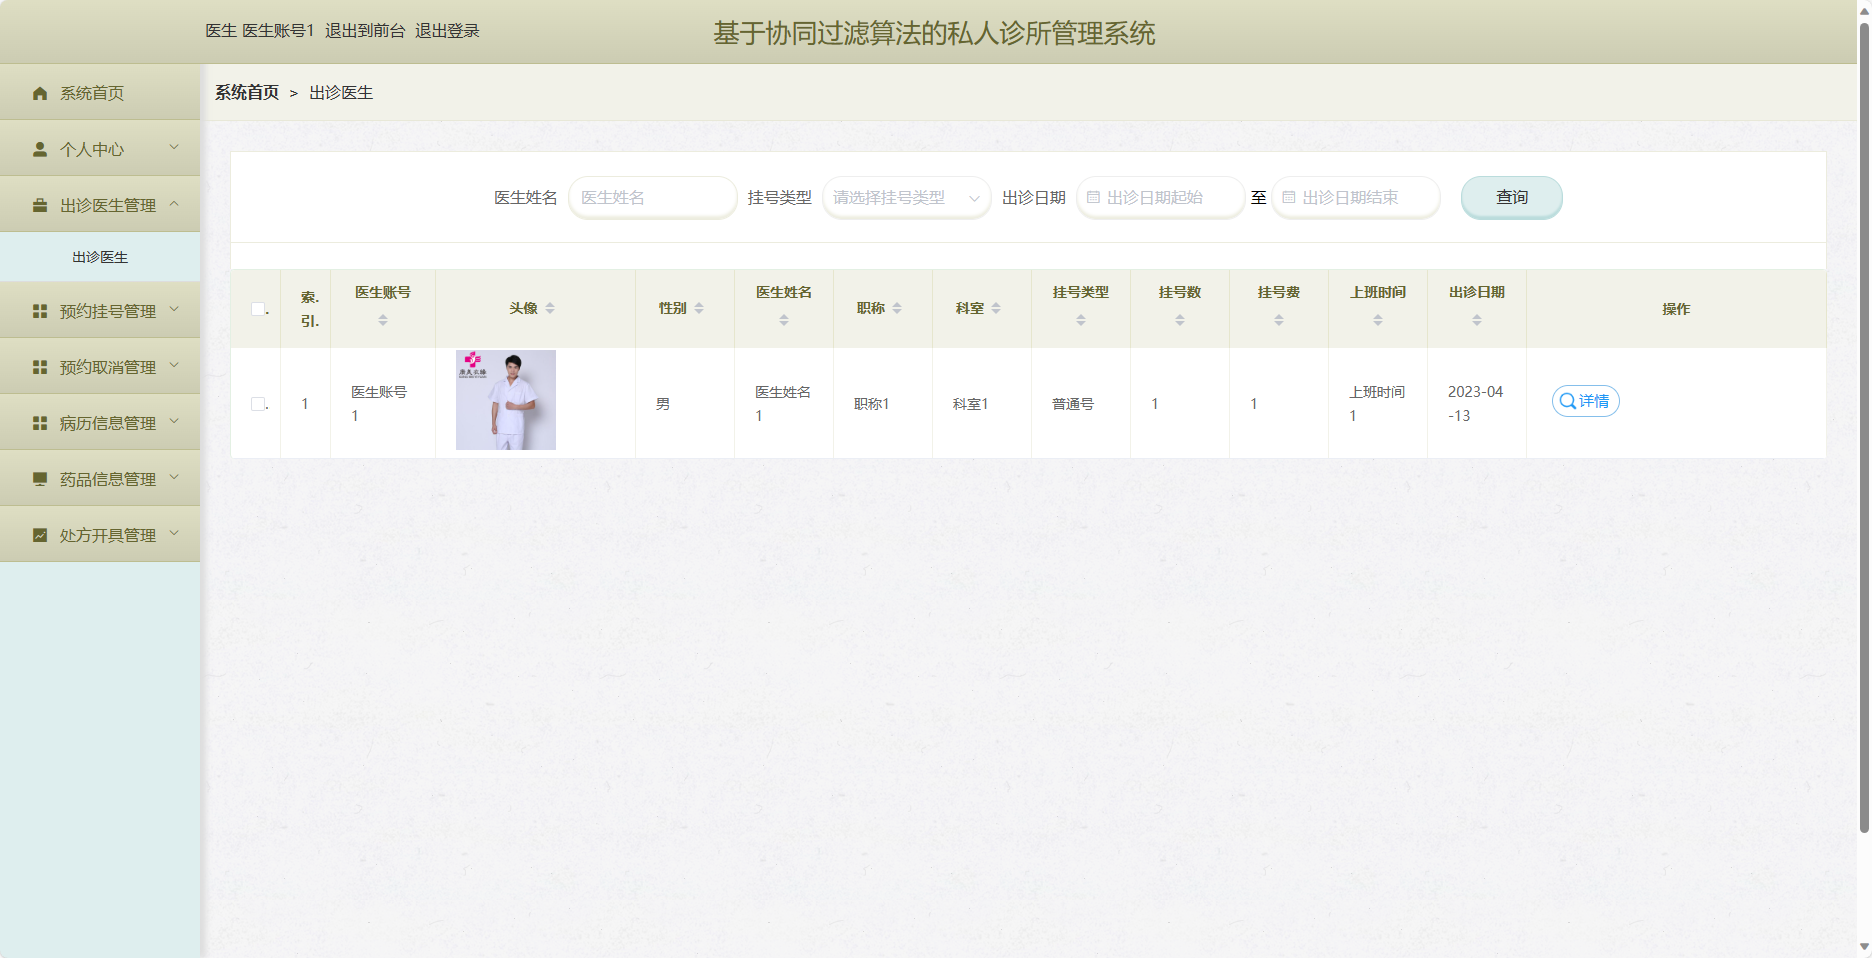 医生 医生账号1 退出到前台 退出登录
基于协同过滤算法的私人诊所管理系统
系统首页
个人中心
出诊医生管理
出诊医生
预约挂号管理
预约取消管理
病历信息管理
药品信息管理
处方开具管理
系统首页 > 出诊医生
医生姓名 医生姓名 挂号类型 请选择挂号类型 出诊日期 出诊日期起始 至 出诊日期结束 查询
索. 引. 医生账号 头像 性别 医生姓名 职称 科室 挂号类型 挂号数 挂号费 上班时间 出诊日期 操作
1 医生账号1 男 医生姓名1 职称1 科室1 普通号 1 1 上班时间1 2023-04-13 详情